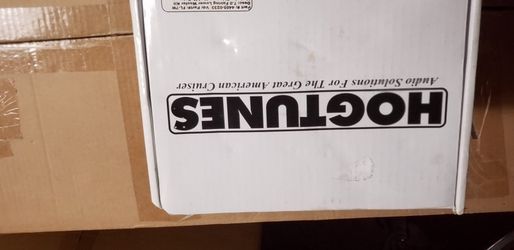 HOGTUNES
Audio Solutions For The Great American Cruiser